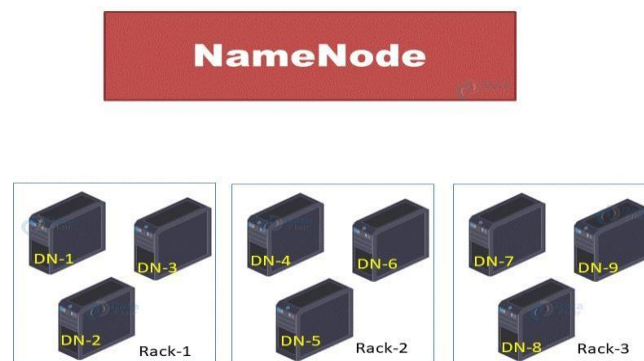 NameNode
DN-1
DN-3
DN-2
Rack-1
DN-4
DN-6
DN-5
Rack-2
DN-7
DN-9
DN-8
Rack-3